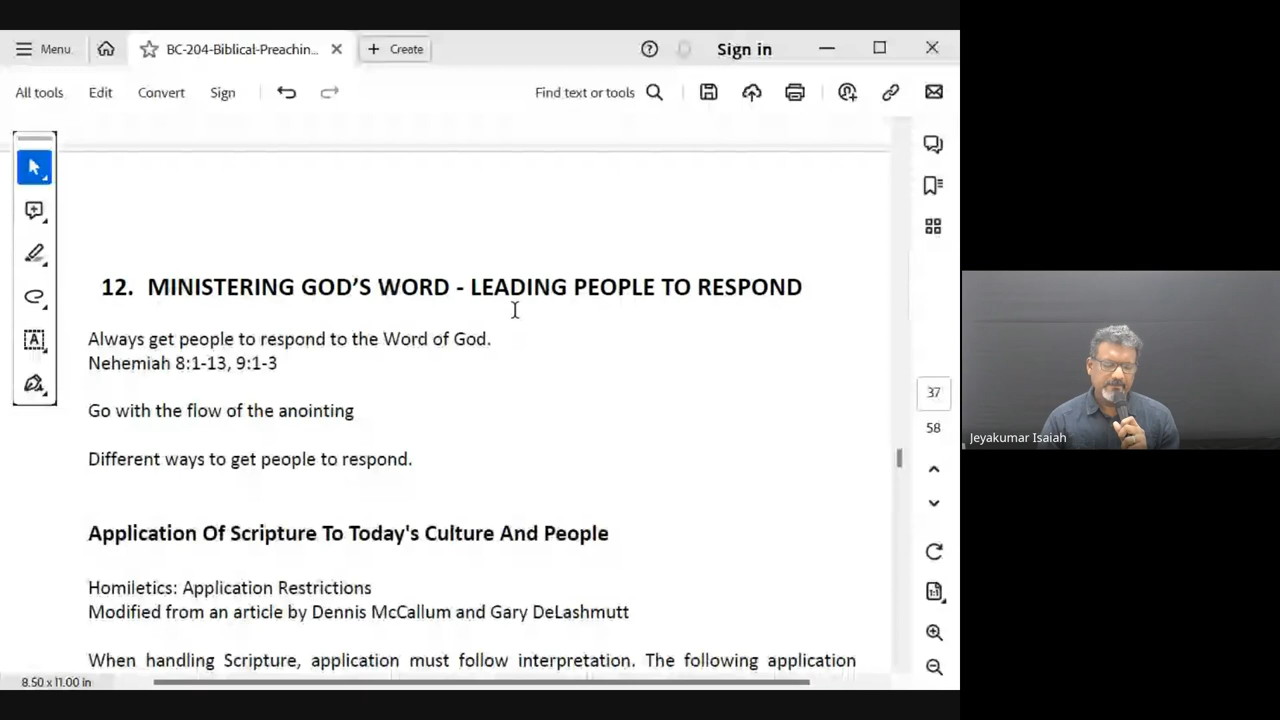 Menu
BC-204-Biblical-Preachin...
Create
Sign in
All tools
Edit
Convert
Sign
Find text or tools
12. MINISTERING GOD’S WORD - LEADING PEOPLE TO RESPOND
Always get people to respond to the Word of God.
Nehemiah 8:1-13, 9:1-3
Go with the flow of the anointing
Different ways to get people to respond.
Application Of Scripture To Today's Culture And People
Homiletics: Application Restrictions
Modified from an article by Dennis McCallum and Gary DeLashmutt
When handling Scripture, application must follow interpretation. The following application
37
58
1:1
8.50 x 11.00 in
Jeyakumar Isaiah